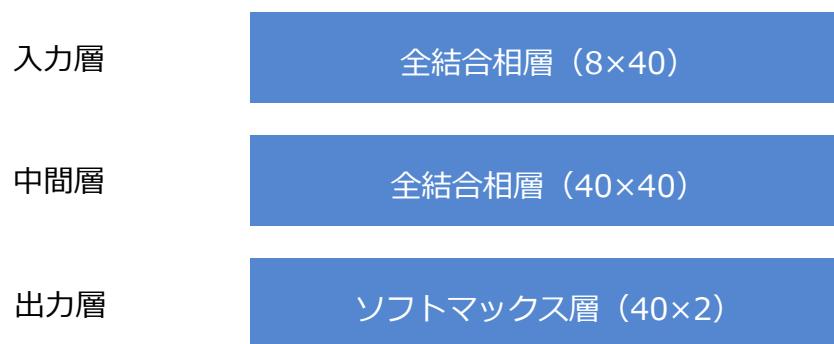 入力層
全結合相層（8×40）
中間層
全結合相層（40×40）
出力層
ソフトマックス層（40×2）